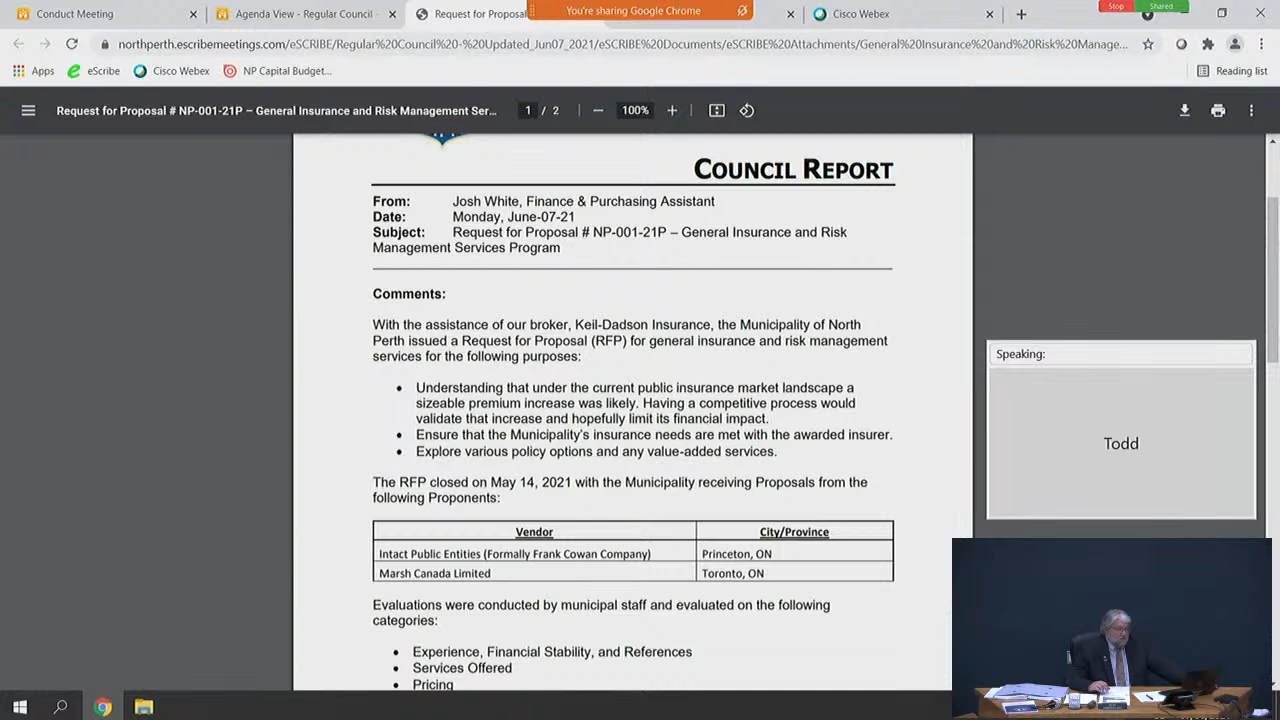 Conduct Meeting
Agenda View - Regular Council
Request for Proposal
You're sharing Google Chrome
Cisco Webex
Stop
Shared
northperth.escribemeetings.com/eSCRIBE/Regular%20Council%20-%20Updated_Jun07_2021/eSCRIBE%20Documents/eSCRIBE%20Attachments/General%20Insurance%20and%20Risk%20Manage...
Apps
eScribe
Cisco Webex
NP Capital Budget...
Reading list
Request for Proposal # NP-001-21P – General Insurance and Risk Management Ser...
1 / 2
100%
COUNCIL REPORT
From: Josh White, Finance & Purchasing Assistant
Date: Monday, June-07-21
Subject: Request for Proposal # NP-001-21P – General Insurance and Risk
Management Services Program
Comments:
With the assistance of our broker, Keil-Dadson Insurance, the Municipality of North
Perth issued a Request for Proposal (RFP) for general insurance and risk management
services for the following purposes:
• Understanding that under the current public insurance market landscape a
sizeable premium increase was likely. Having a competitive process would
validate that increase and hopefully limit its financial impact.
• Ensure that the Municipality's insurance needs are met with the awarded insurer.
• Explore various policy options and any value-added services.
The RFP closed on May 14, 2021 with the Municipality receiving Proposals from the
following Proponents:
Vendor City/Province
Intact Public Entities (Formally Frank Cowan Company) Princeton, ON
Marsh Canada Limited Toronto, ON
Evaluations were conducted by municipal staff and evaluated on the following
categories:
• Experience, Financial Stability, and References
• Services Offered
• Pricing
Speaking:
Todd